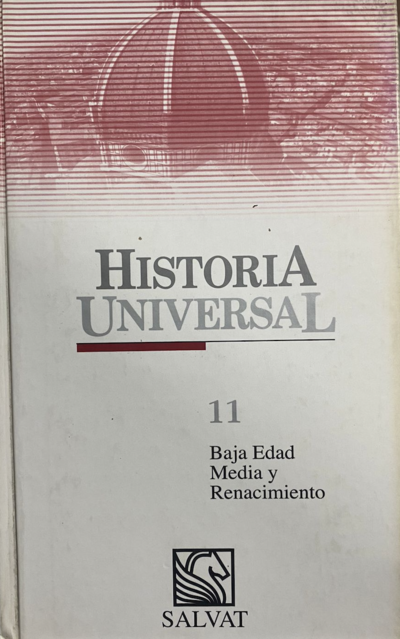 HISTORIA
UNIVERSAL
11
Baja Edad
Media y
Renacimiento
SALVAT